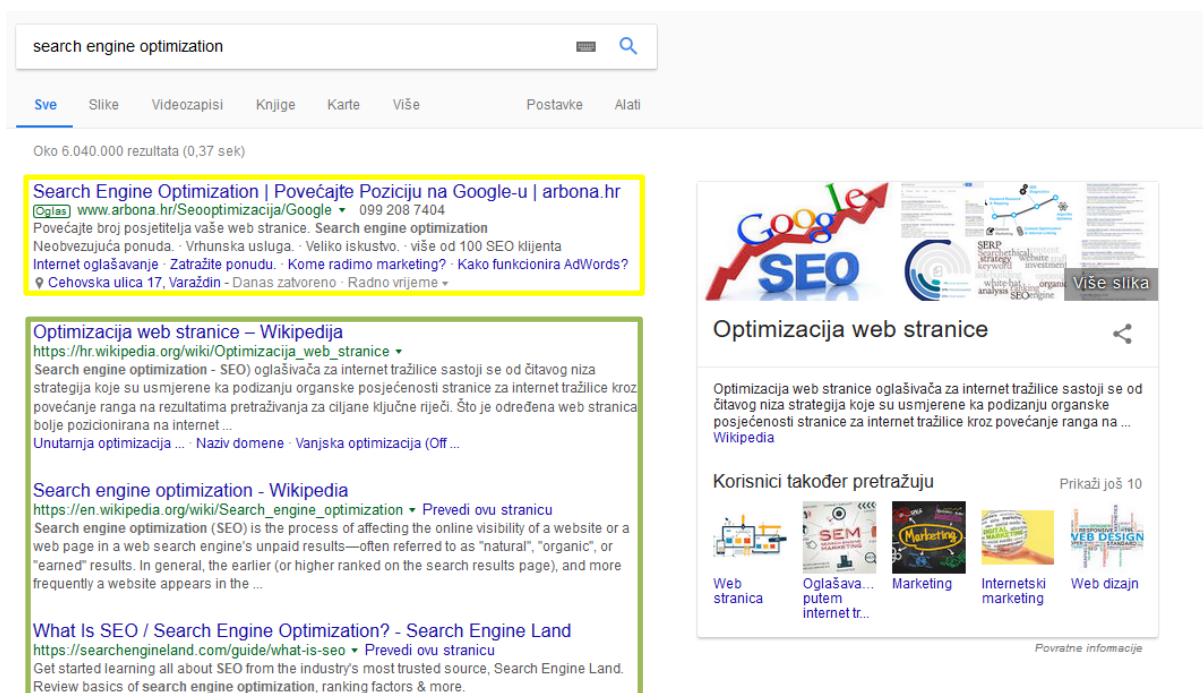 search engine optimization
Sve Slike Videozapisi Knjige Karte Više Postavke Alati
Oko 6.040.000 rezultata (0,37 sek)
Search Engine Optimization | Povećajte Poziciju na Google-u | arbona.hr
Oglas www.arbona.hr/Seooptimizacija/Google 099 208 7404
Povećajte broj posjetitelja vaše web stranice. Search engine optimization
Neobvezujuća ponuda. · Vrhunska usluga. · Veliko iskustvo. · više od 100 SEO klijenta
Internet oglašavanje · Zatražite ponudu. · Kome radimo marketing? · Kako funkcionira AdWords?
Cehovska ulica 17, Varaždin - Danas zatvoreno · Radno vrijeme
Optimizacija web stranice – Wikipedija
https://hr.wikipedia.org/wiki/Optimizacija_web_stranice
Search engine optimization - SEO) oglašivača za internet tražilice sastoji se od čitavog niza
strategija koje su usmjerene ka podizanju organske posjećenosti stranice za internet tražilice kroz
povećanje ranga na rezultatima pretraživanja za ciljane ključne riječi. Što je određena web stranica
bolje pozicionirana na internet ...
Unutarnja optimizacija ... · Naziv domene · Vanjska optimizacija (Off ...
Search engine optimization - Wikipedia
https://en.wikipedia.org/wiki/Search_engine_optimization Prevedi ovu stranicu
Search engine optimization (SEO) is the process of affecting the online visibility of a website or a
web page in a web search engine's unpaid results—often referred to as "natural", "organic", or
"earned" results. In general, the earlier (or higher ranked on the search results page), and more
frequently a website appears in the ...
What Is SEO / Search Engine Optimization? - Search Engine Land
https://searchengineland.com/guide/what-is-seo Prevedi ovu stranicu
Get started learning all about SEO from the industry's most trusted source, Search Engine Land.
Review basics of search engine optimization, ranking factors & more.
Google
SEO
SERP
Više slika
Optimizacija web stranice
Optimizacija web stranice oglašivača za internet tražilice sastoji se od
čitavog niza strategija koje su usmjerene ka podizanju organske
posjećenosti stranice za internet tražilice kroz povećanje ranga na ...
Wikipedia
Korisnici također pretražuju Prikaži još 10
SEM
MARKETING
Marketing
WEB DESIGN
Web
stranica
Oglašava...
putem
internet tr...
Marketing
Internetski
marketing
Web dizajn
Povratne informacije